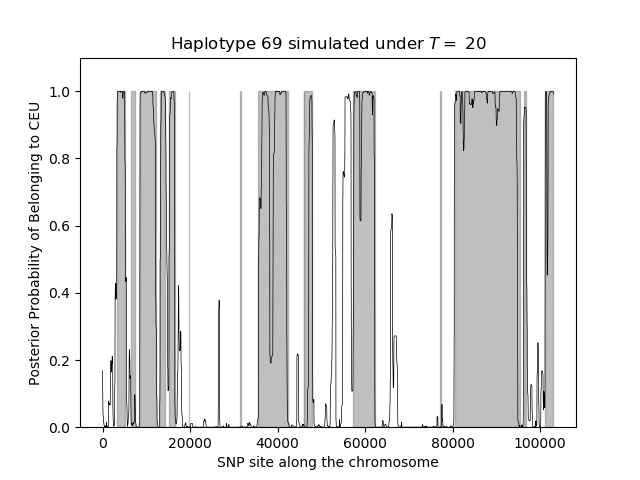 Haplotype 69 simulated under T = 20
Posterior Probability of Belonging to CEU
1.0
0.8
0.6
0.4
0.2
0.0
0 20000 40000 60000 80000 100000
SNP site along the chromosome